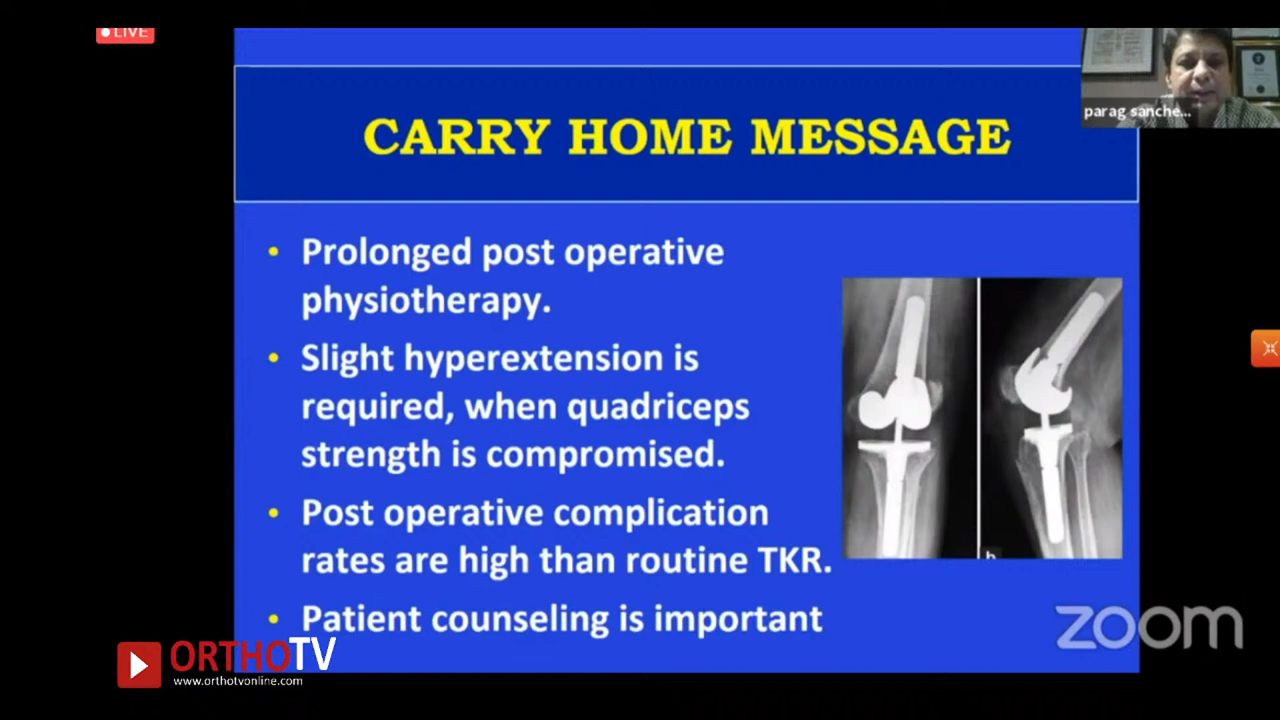 LIVE
parag sanche...
CARRY HOME MESSAGE
• Prolonged post operative
physiotherapy.
• Slight hyperextension is
required, when quadriceps
strength is compromised.
• Post operative complication
rates are high than routine TKR.
• Patient counseling is important
b
zoom
ORTHOTV
www.orthotvonline.com